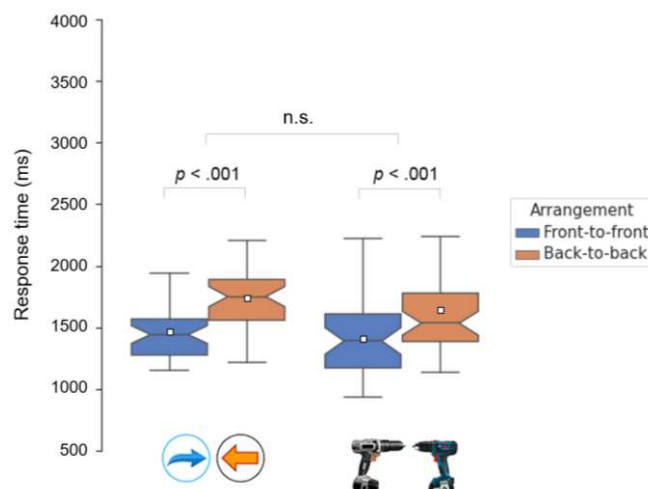 4000
3500
3000
2500
2000
1500
1000
500
Response time (ms)
n.s.
p < .001
p < .001
Arrangement
Front-to-front
Back-to-back